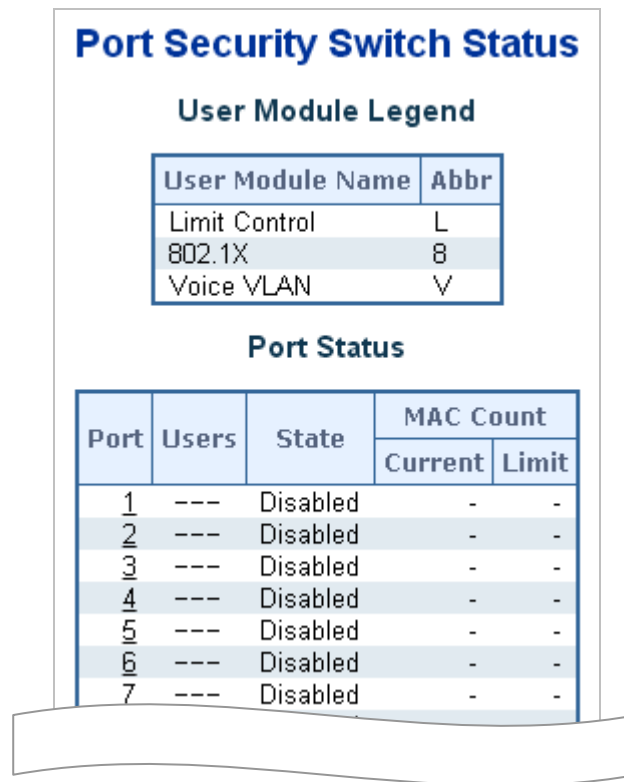 Port Security Switch Status
User Module Legend
User Module Name Abbr
Limit Control L
802.1X 8
Voice VLAN V
Port Status
Port Users State MAC Count
Current Limit
1 --- Disabled - -
2 --- Disabled - -
3 --- Disabled - -
4 --- Disabled - -
5 --- Disabled - -
6 --- Disabled - -
7 --- Disabled - -